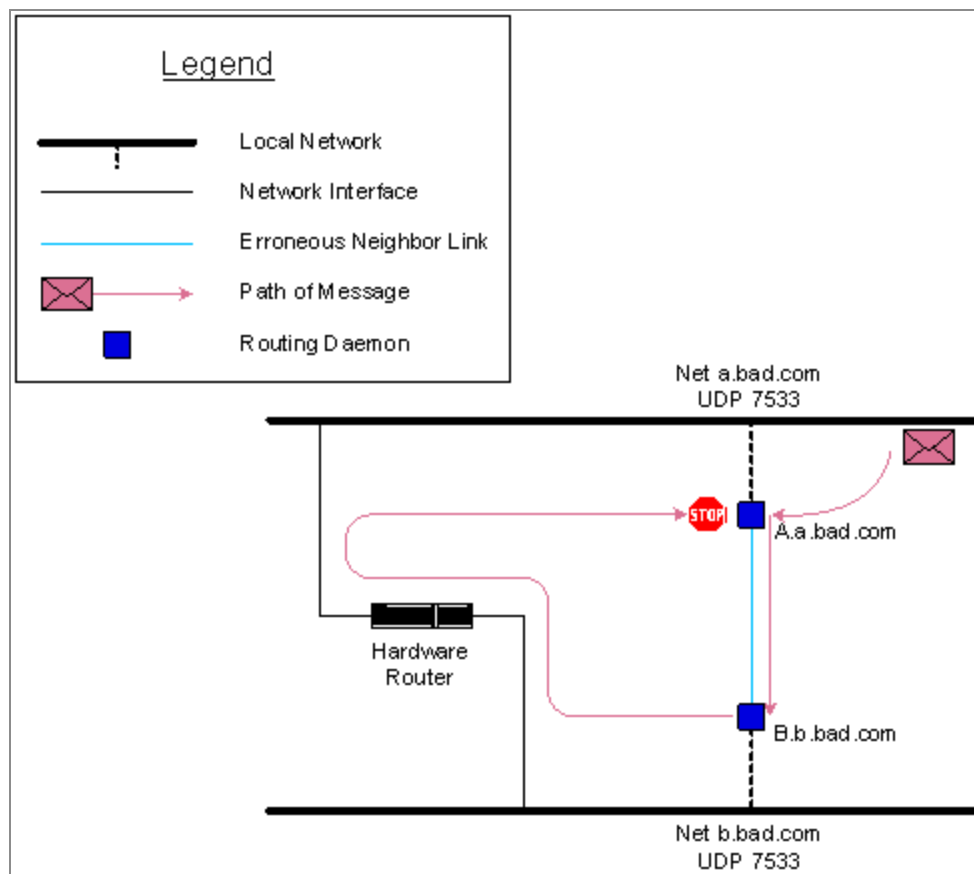 Legend
Local Network
Network Interface
Erroneous Neighbor Link
Path of Message
Routing Daemon
Net a.bad.com
UDP 7533
STOP
A.a.bad.com
Hardware
Router
B.b.bad.com
Net b.bad.com
UDP 7533